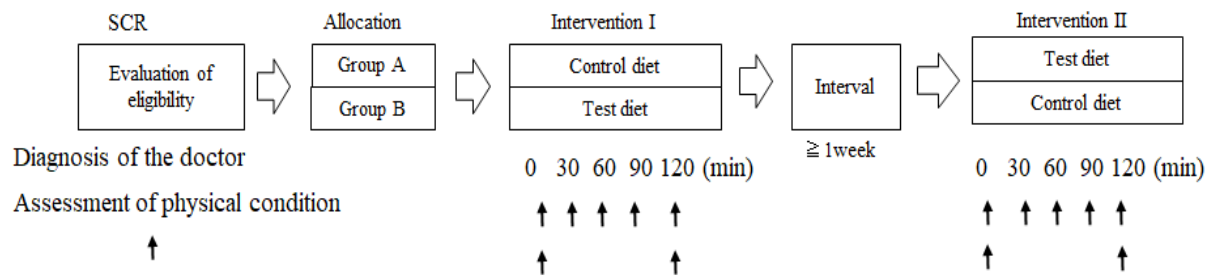 SCR
Allocation
Intervention I
Intervention II
Evaluation of
eligibility
Group A
Group B
Control diet
Test diet
Interval
Test diet
Control diet
≧ 1week
Diagnosis of the doctor
0 30 60 90 120 (min)
0 30 60 90 120 (min)
Assessment of physical condition